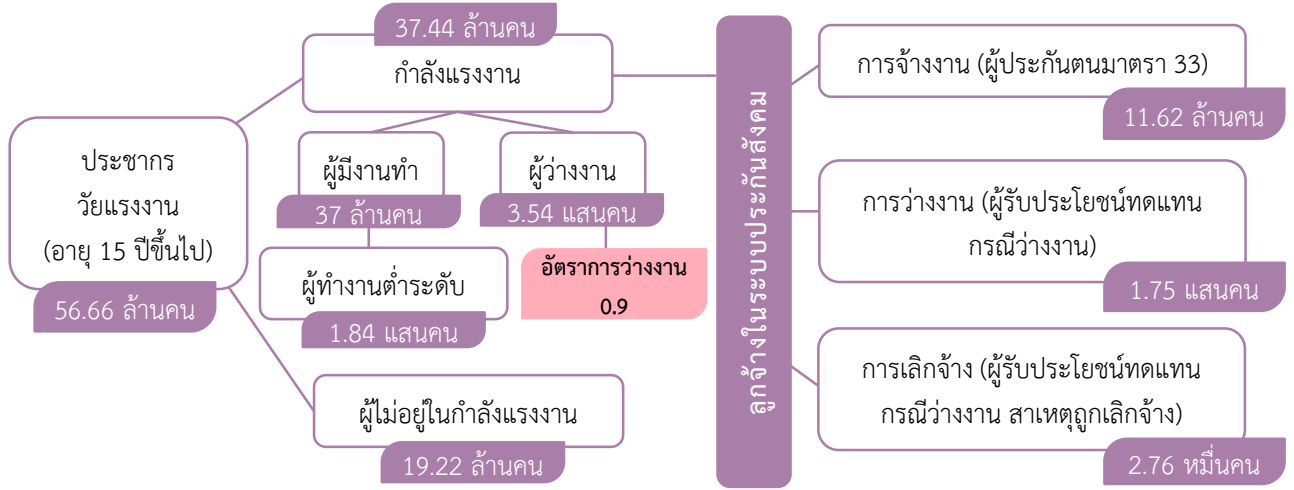 ประชากร
วัยแรงงาน
(อายุ 15 ปีขึ้นไป)
56.66 ล้านคน
37.44 ล้านคน
กำลังแรงงาน
ผู้มีงานทำ
37 ล้านคน
ผู้ว่างงาน
3.54 แสนคน
ผู้ทำงานต่ำระดับ
1.84 แสนคน
อัตราการว่างงาน
0.9
ผู้ไม่อยู่ในกำลังแรงงาน
19.22 ล้านคน
ลูกจ้างในระบบประกันสังคม
การจ้างงาน (ผู้ประกันตนมาตรา 33)
11.62 ล้านคน
การว่างงาน (ผู้รับประโยชน์ทดแทน
กรณีว่างงาน)
1.75 แสนคน
การเลิกจ้าง (ผู้รับประโยชน์ทดแทน
กรณีว่างงาน สาเหตุถูกเลิกจ้าง)
2.76 หมื่นคน